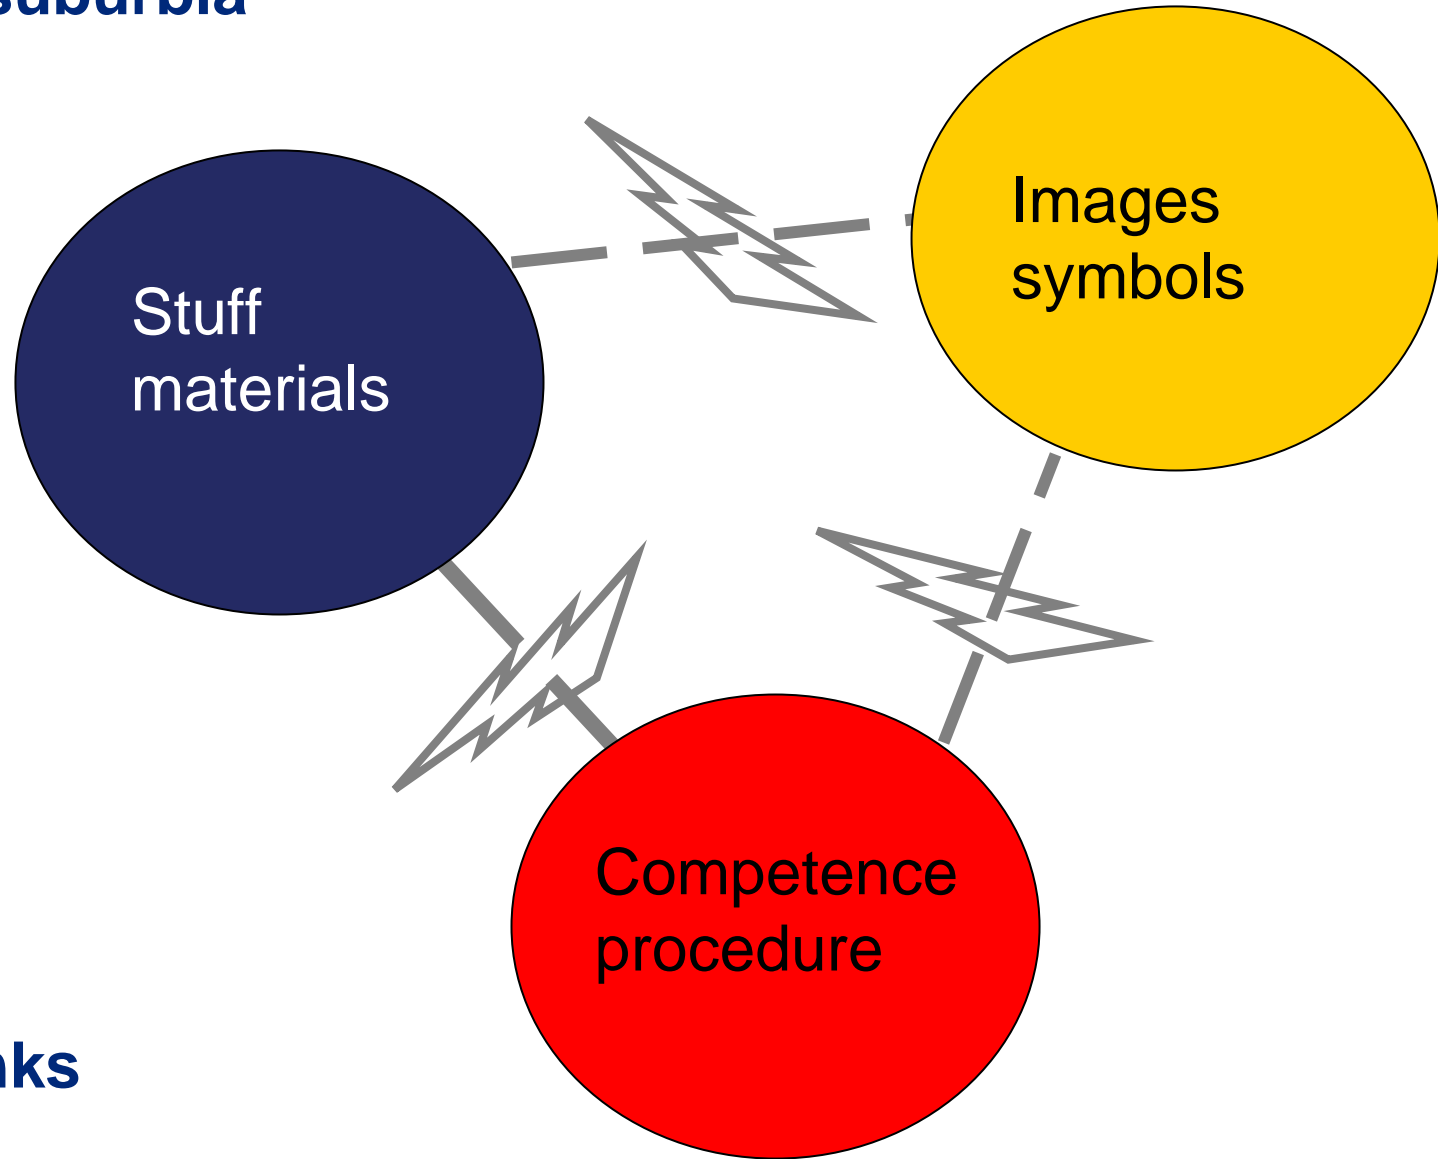 suburbia
Images
symbols
Stuff
materials
Competence
procedure
nks